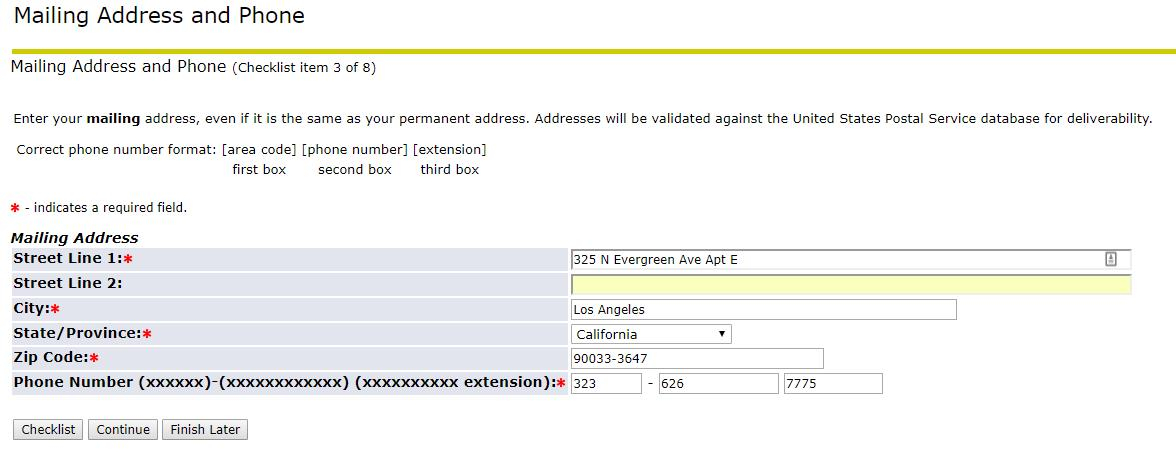 Mailing Address and Phone
Mailing Address and Phone (Checklist item 3 of 8)
Enter your mailing address, even if it is the same as your permanent address. Addresses will be validated against the United States Postal Service database for deliverability.
Correct phone number format: [area code] [phone number] [extension]
first box second box third box
* - indicates a required field.
Mailing Address
Street Line 1:* 325 N Evergreen Ave Apt E
Street Line 2:
City:* Los Angeles
State/Province:* California
Zip Code:* 90033-3647
Phone Number (xxxxxx)-(xxxxxxxxxxxx) (xxxxxxxxxx extension):* 323 - 626 7775
Checklist Continue Finish Later